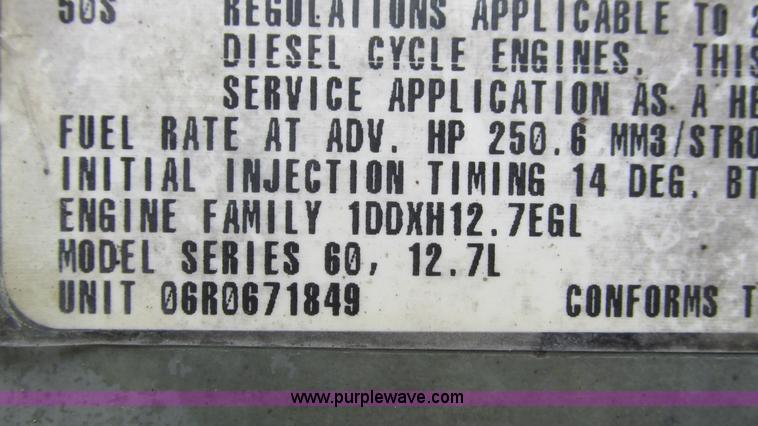 50S REGULATIONS APPLICABLE TO
DIESEL CYCLE ENGINES. THIS
SERVICE APPLICATION AS A HE
FUEL RATE AT ADV. HP 250.6 MM3/STRO
INITIAL INJECTION TIMING 14 DEG. BT
ENGINE FAMILY 1DDXH12.7EGL
MODEL SERIES 60, 12.7L
UNIT 06R0671849 CONFORMS T
www.purplewave.com